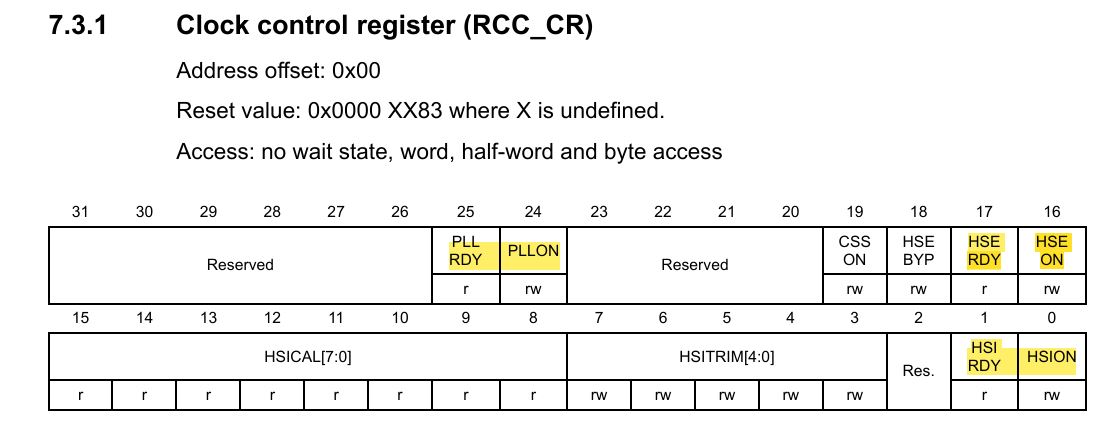 7.3.1 Clock control register (RCC_CR)
Address offset: 0x00
Reset value: 0x0000 XX83 where X is undefined.
Access: no wait state, word, half-word and byte access
31 30 29 28 27 26 25 24 23 22 21 20 19 18 17 16
Reserved
PLL
RDY
PLLON
Reserved
CSS
ON
HSE
BYP
HSE
RDY
HSE
ON
r rw rw rw r rw
15 14 13 12 11 10 9 8 7 6 5 4 3 2 1 0
HSICAL[7:0]
HSITRIM[4:0]
Res.
HSI
RDY
HSION
r r r r r r r r rw rw rw rw rw r rw